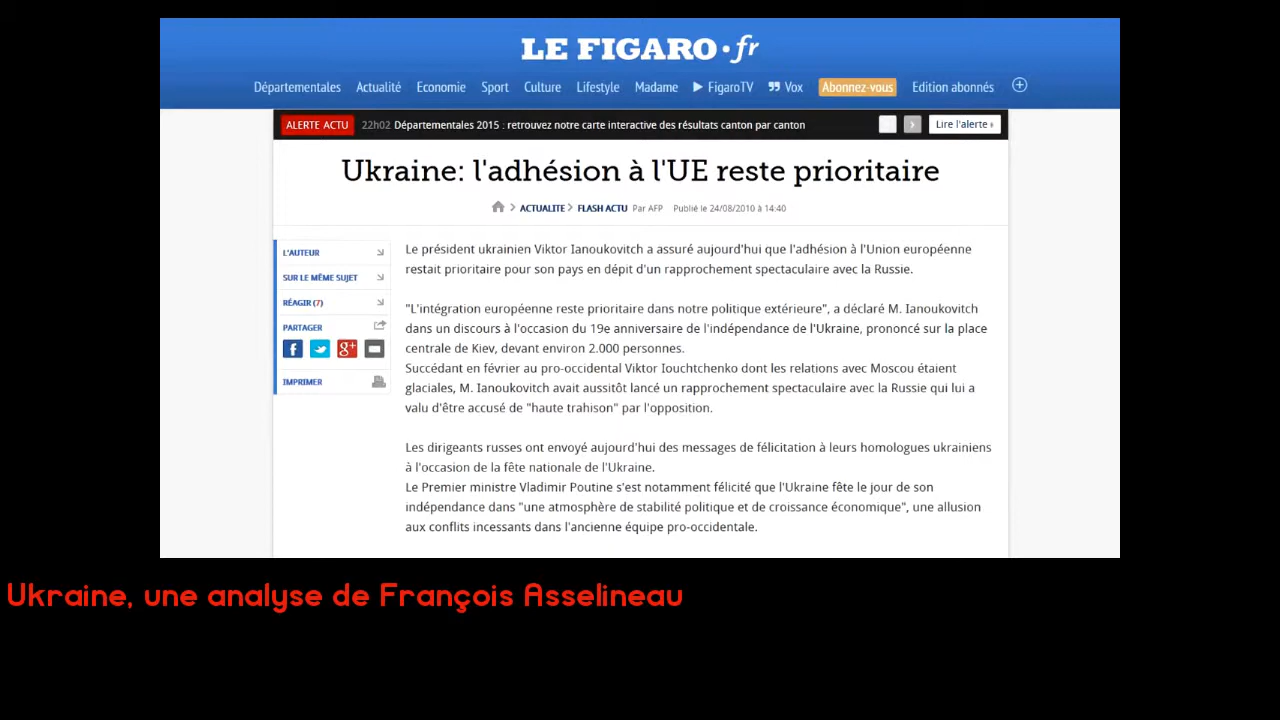 LE FIGARO·fr
Départementales Actualité Economie Sport Culture Lifestyle Madame FigaroTV Vox Abonnez-vous Edition abonnés
ALERTE ACTU 22h02 Départementales 2015 : retrouvez notre carte interactive des résultats canton par canton Lire l'alerte
Ukraine: l'adhésion à l'UE reste prioritaire
ACTUALITE FLASH ACTU Par AFP Publié le 24/08/2010 à 14:40
L'AUTEUR
SUR LE MÊME SUJET
RÉAGIR (7)
PARTAGER
IMPRIMER
Le président ukrainien Viktor Ianoukovitch a assuré aujourd'hui que l'adhésion à l'Union européenne
restait prioritaire pour son pays en dépit d'un rapprochement spectaculaire avec la Russie.
"L'intégration européenne reste prioritaire dans notre politique extérieure", a déclaré M. Ianoukovitch
dans un discours à l'occasion du 19e anniversaire de l'indépendance de l'Ukraine, prononcé sur la place
centrale de Kiev, devant environ 2.000 personnes.
Succédant en février au pro-occidental Viktor Iouchtchenko dont les relations avec Moscou étaient
glaciales, M. Ianoukovitch avait aussitôt lancé un rapprochement spectaculaire avec la Russie qui lui a
valu d'être accusé de "haute trahison" par l'opposition.
Les dirigeants russes ont envoyé aujourd'hui des messages de félicitation à leurs homologues ukrainiens
à l'occasion de la fête nationale de l'Ukraine.
Le Premier ministre Vladimir Poutine s'est notamment félicité que l'Ukraine fête le jour de son
indépendance dans "une atmosphère de stabilité politique et de croissance économique", une allusion
aux conflits incessants dans l'ancienne équipe pro-occidentale.
Ukraine, une analyse de François Asselineau